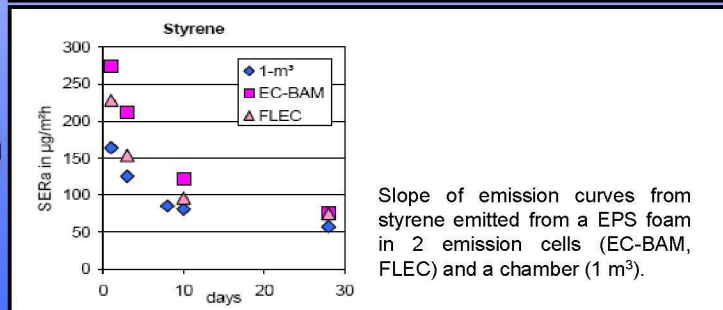 Styrene
300
250
200
150
100
50
0
SERa in µg/m²h
1-m³
EC-BAM
FLEC
0
10
20
30
days
Slope of emission curves from
styrene emitted from a EPS foam
in 2 emission cells (EC-BAM,
FLEC) and a chamber (1 m³).